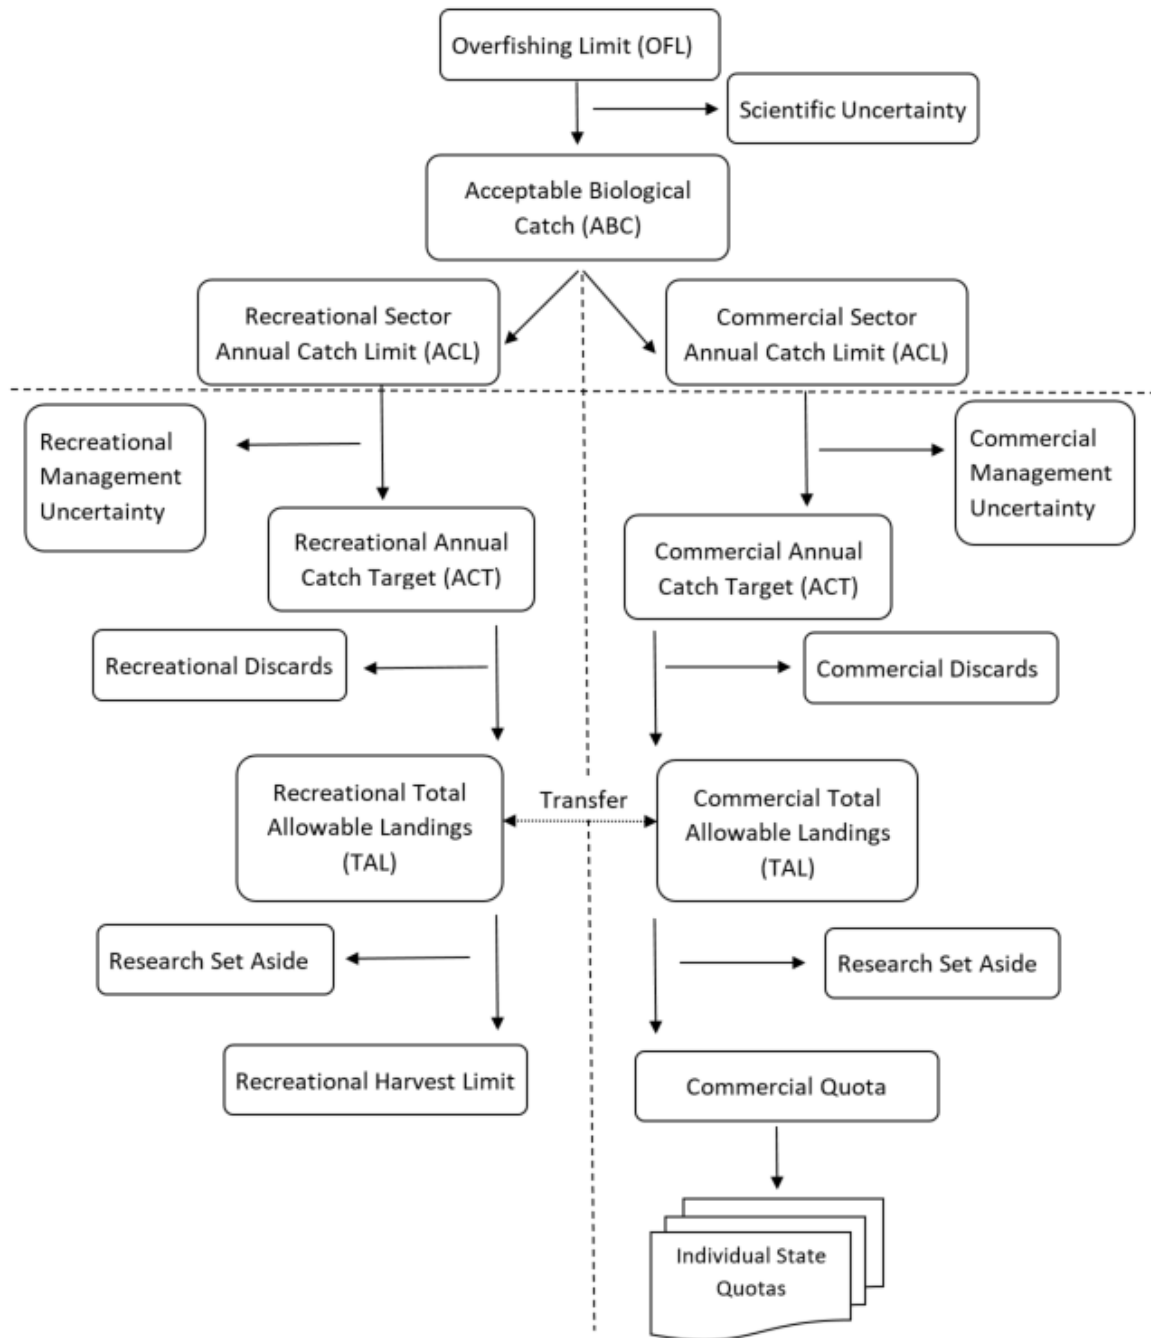 Overfishing Limit (OFL)
Scientific Uncertainty
Acceptable Biological
Catch (ABC)
Recreational Sector
Annual Catch Limit (ACL)
Commercial Sector
Annual Catch Limit (ACL)
Recreational
Management
Uncertainty
Commercial
Management
Uncertainty
Recreational Annual
Catch Target (ACT)
Commercial Annual
Catch Target (ACT)
Recreational Discards
Commercial Discards
Recreational Total
Allowable Landings
(TAL)
Transfer
Commercial Total
Allowable Landings
(TAL)
Research Set Aside
Research Set Aside
Recreational Harvest Limit
Commercial Quota
Individual State
Quotas